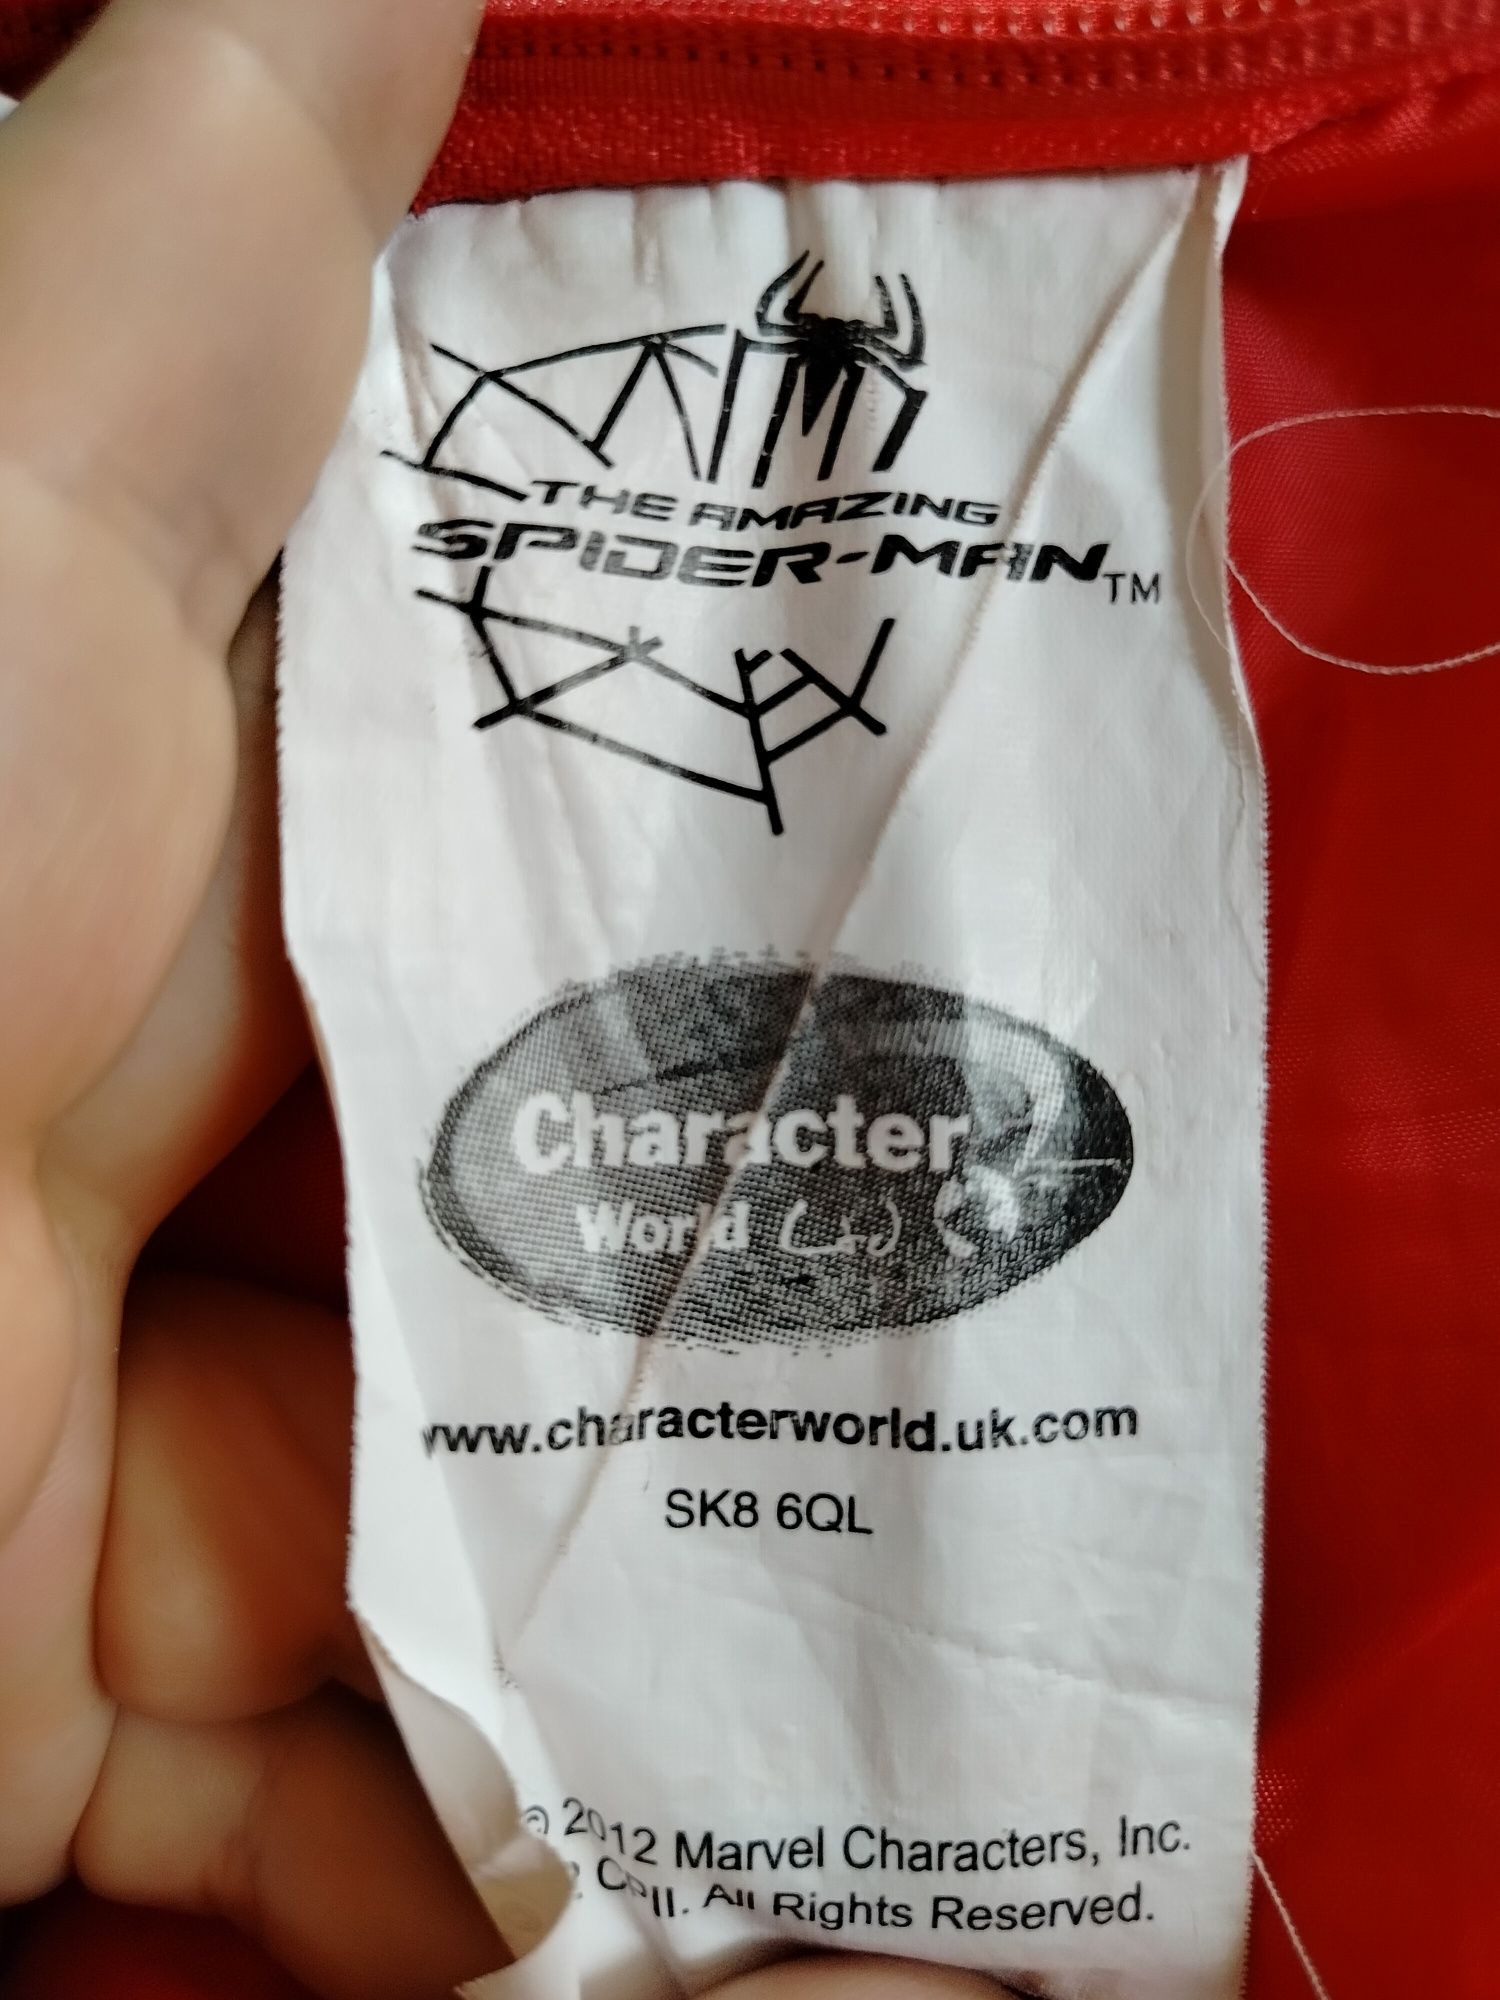 THE AMAZING
SPIDER-MAN™
Character
World
www.characterworld.uk.com
SK8 6QL
© 2012 Marvel Characters, Inc.
CPII. All Rights Reserved.